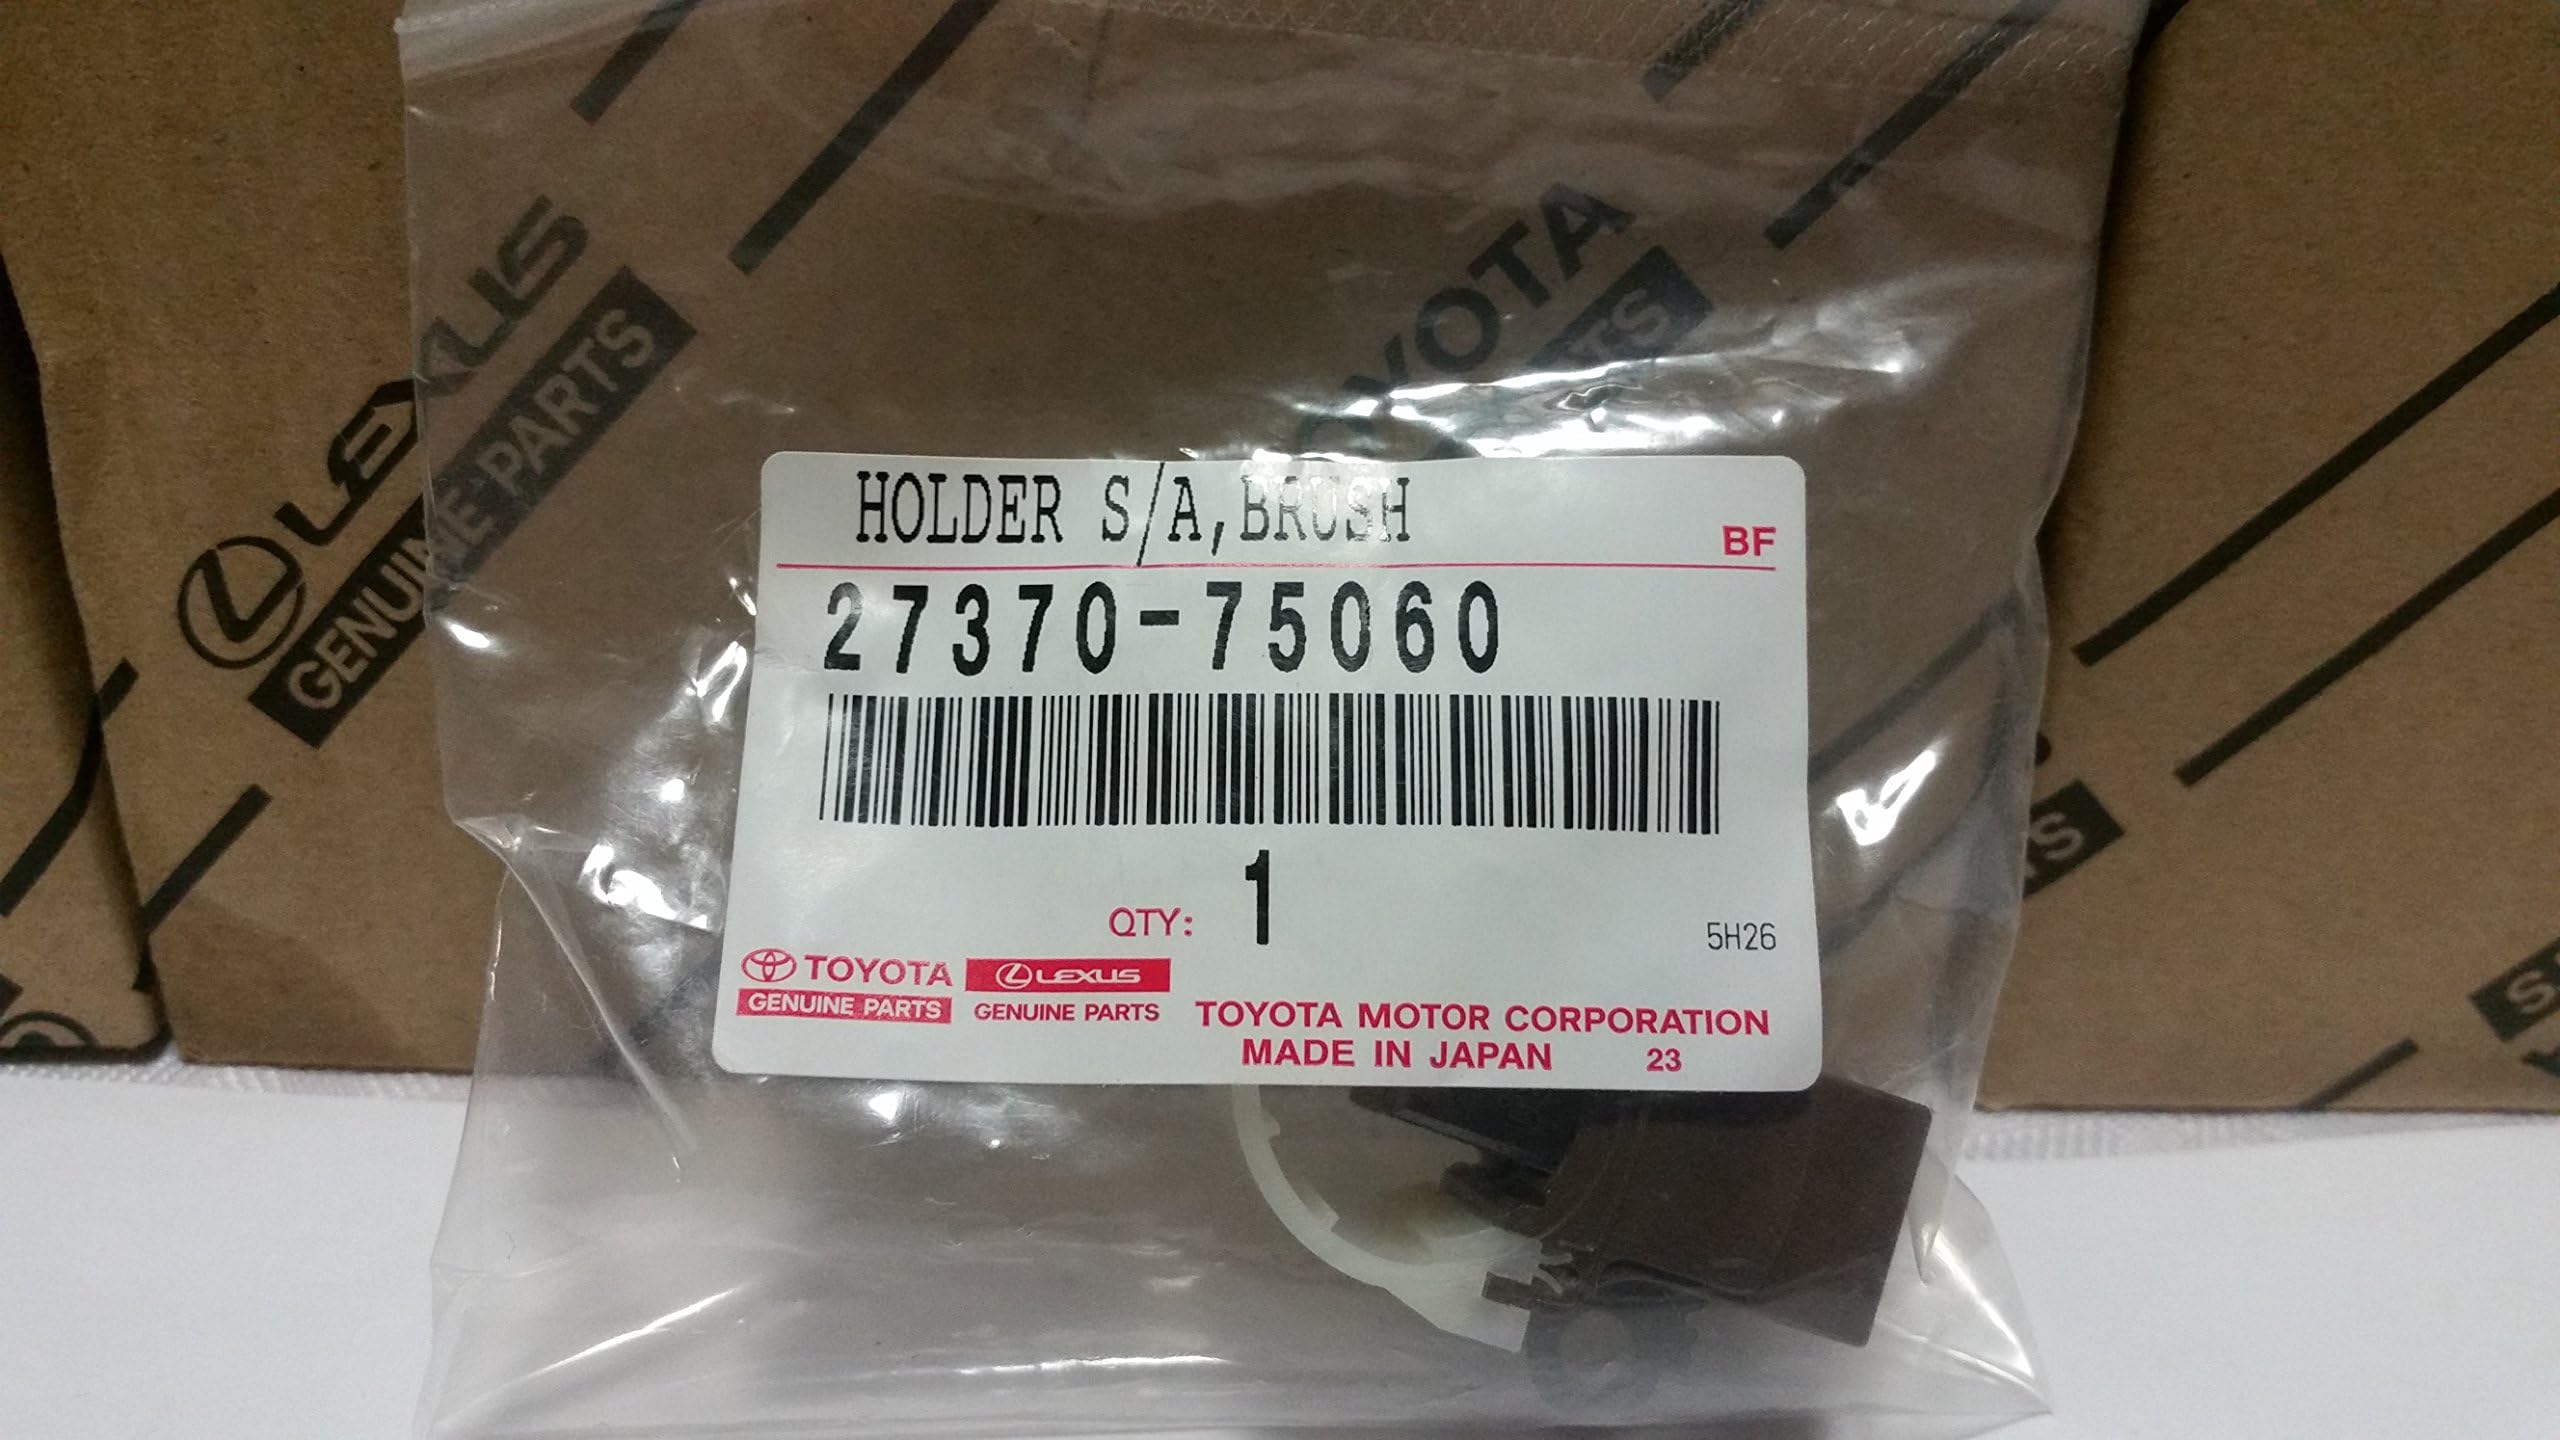 HOLDER S/A,BRUSH
BF
27370-75060
QTY: 1
5H26
TOYOTA
GENUINE PARTS
LEXUS
GENUINE PARTS
TOYOTA MOTOR CORPORATION
MADE IN JAPAN 23
LEXUS
GENUINE PARTS